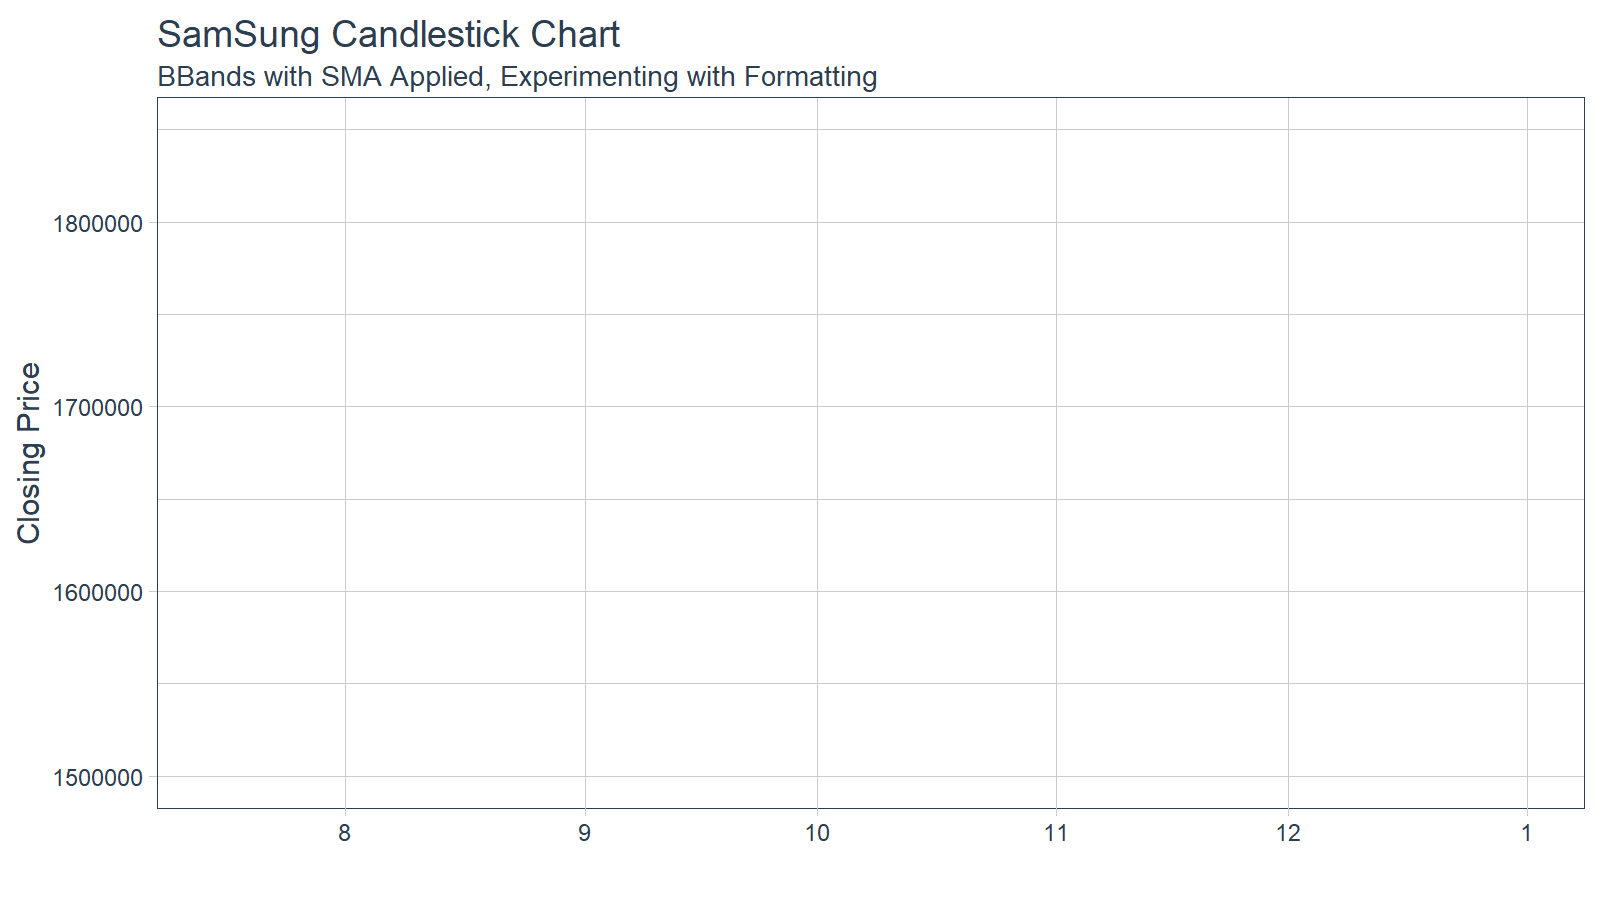 SamSung Candlestick Chart
BBands with SMA Applied, Experimenting with Formatting
Closing Price
1800000
1700000
1600000
1500000
8 9 10 11 12 1